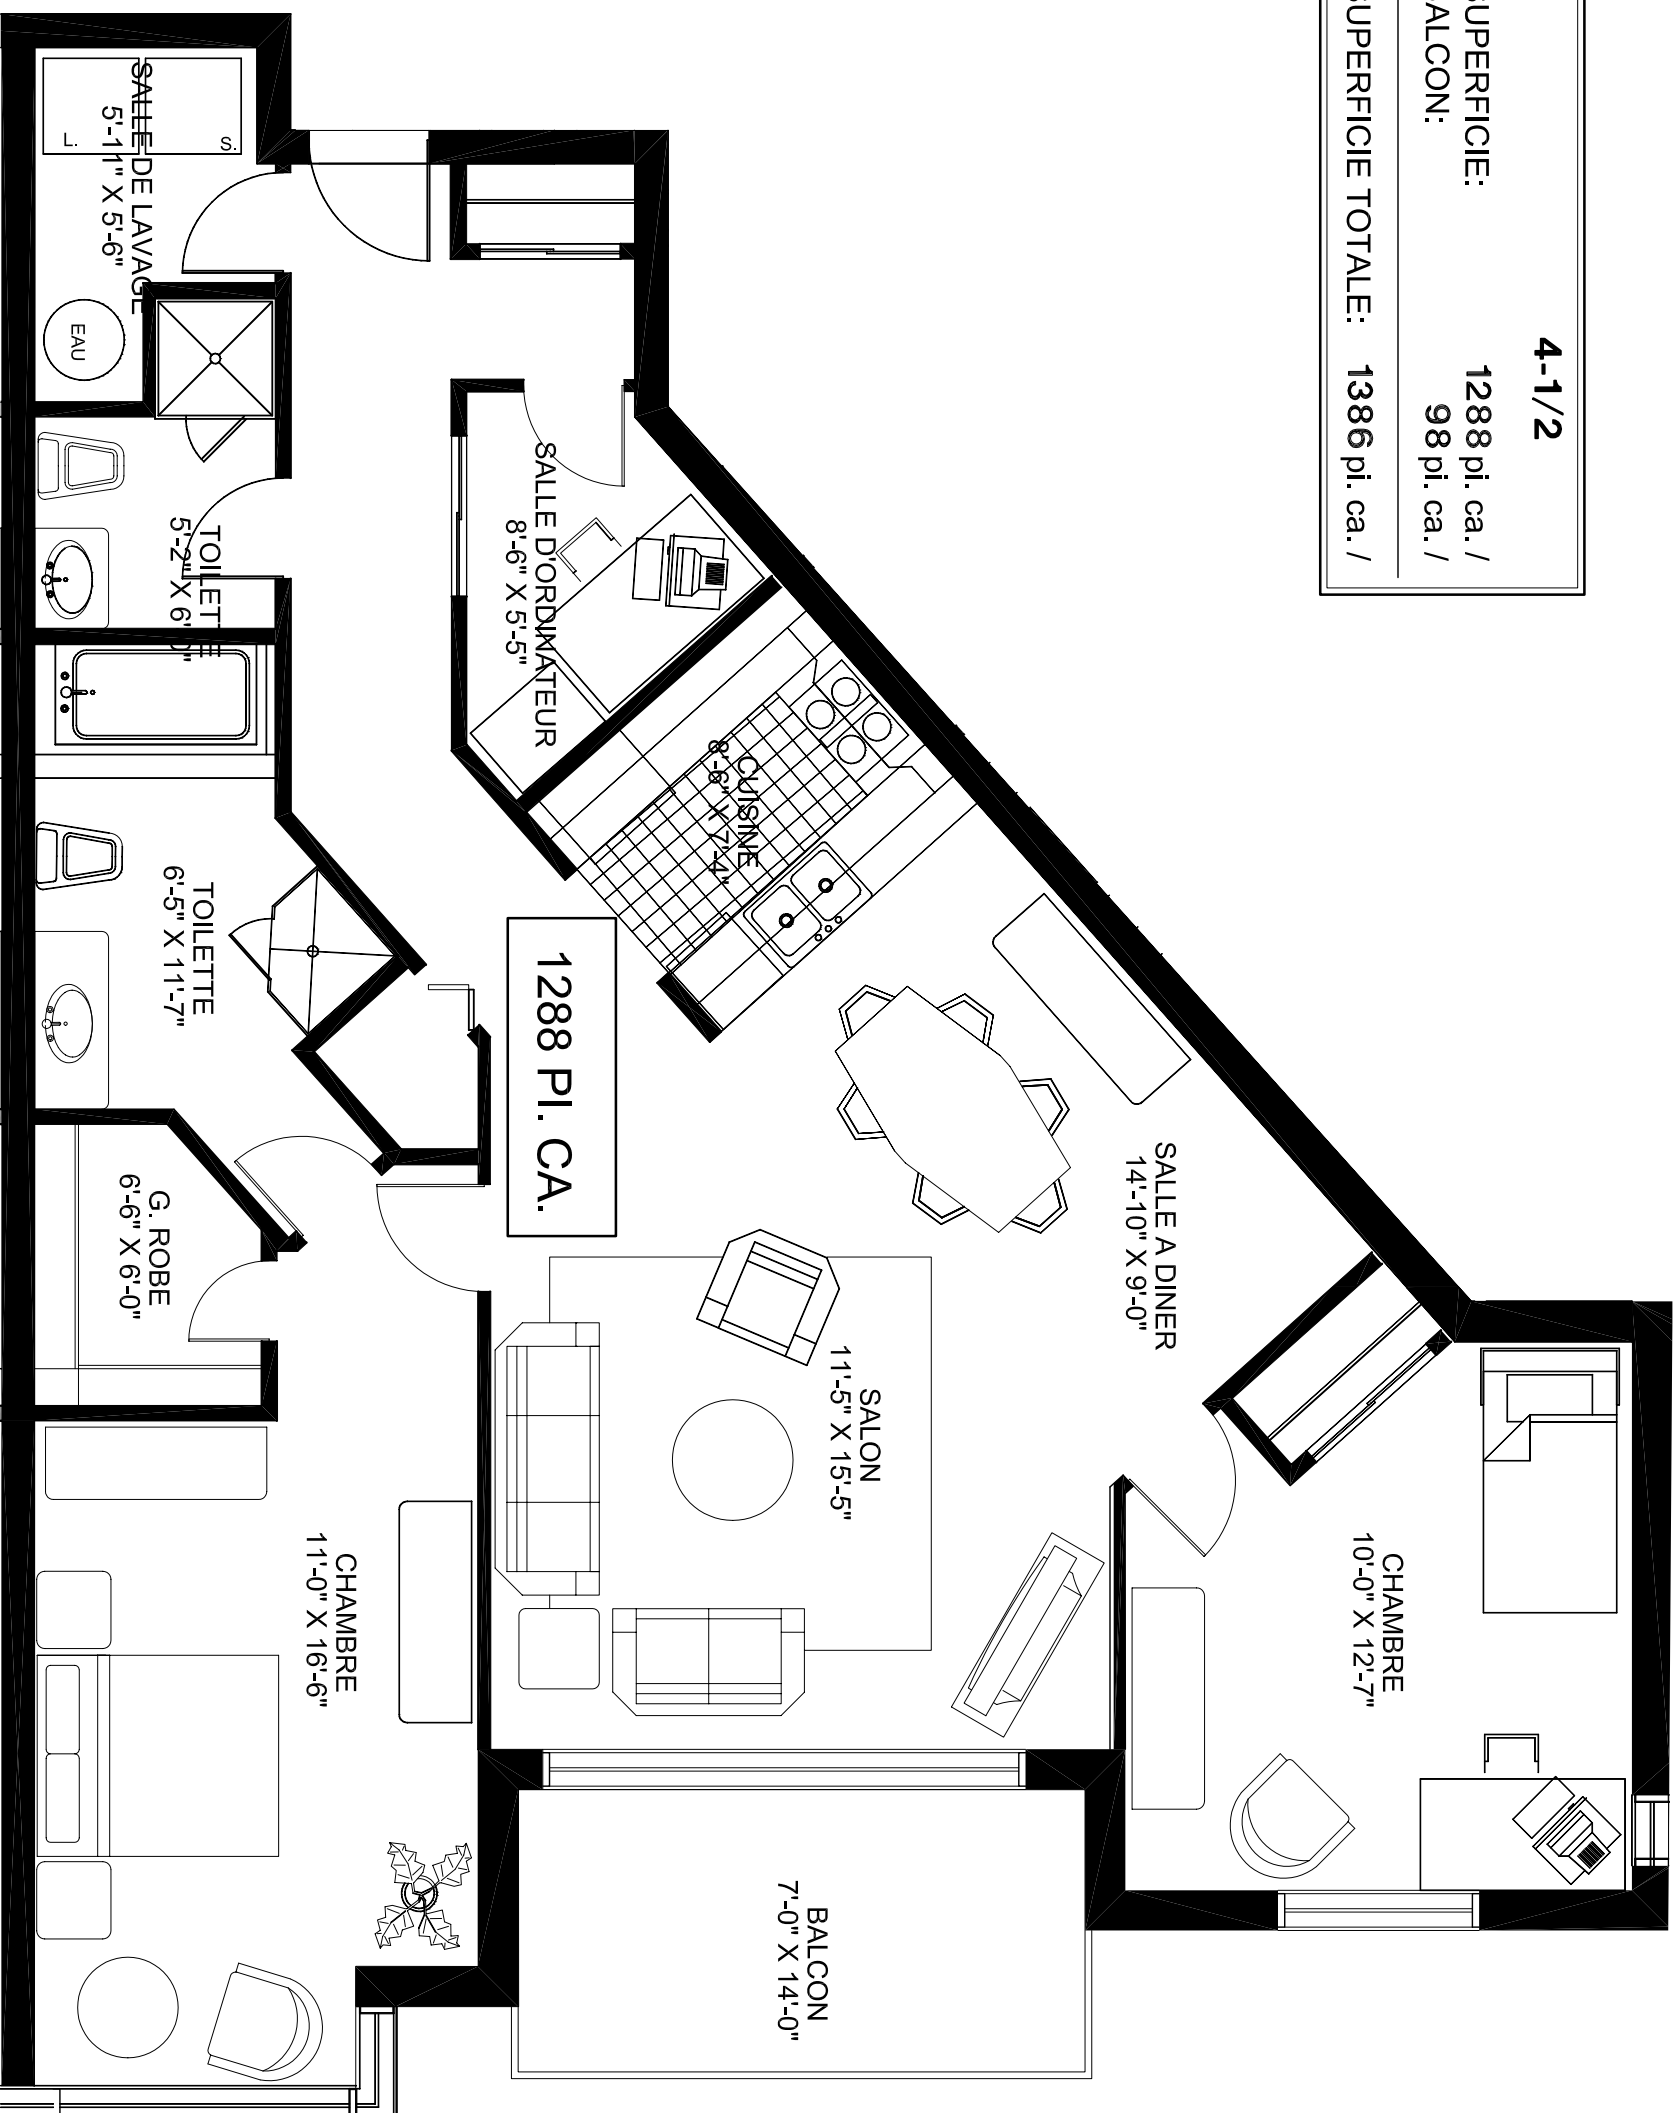 4-1/2
SUPERFICIE: 1288 pi. ca. /
BALCON: 98 pi. ca. /
SUPERFICIE TOTALE: 1386 pi. ca. /
CHAMBRE
10'-0" X 12'-7"
SALLE A DINER
14'-10" X 9'-0"
SALON
11'-5" X 15'-5"
BALCON
7'-0" X 14'-0"
CUISINE
8'-6" X 7'-4"
SALLE D'ORDINATEUR
8'-6" X 5'-5"
1288 PI. CA.
CHAMBRE
11'-0" X 16'-6"
TOILETTE
5'-2" X 6'-0"
TOILETTE
6'-5" X 11'-7"
G. ROBE
6'-6" X 6'-0"
SALLE DE LAVAGE
5'-11" X 5'-6"
S.
L.
EAU